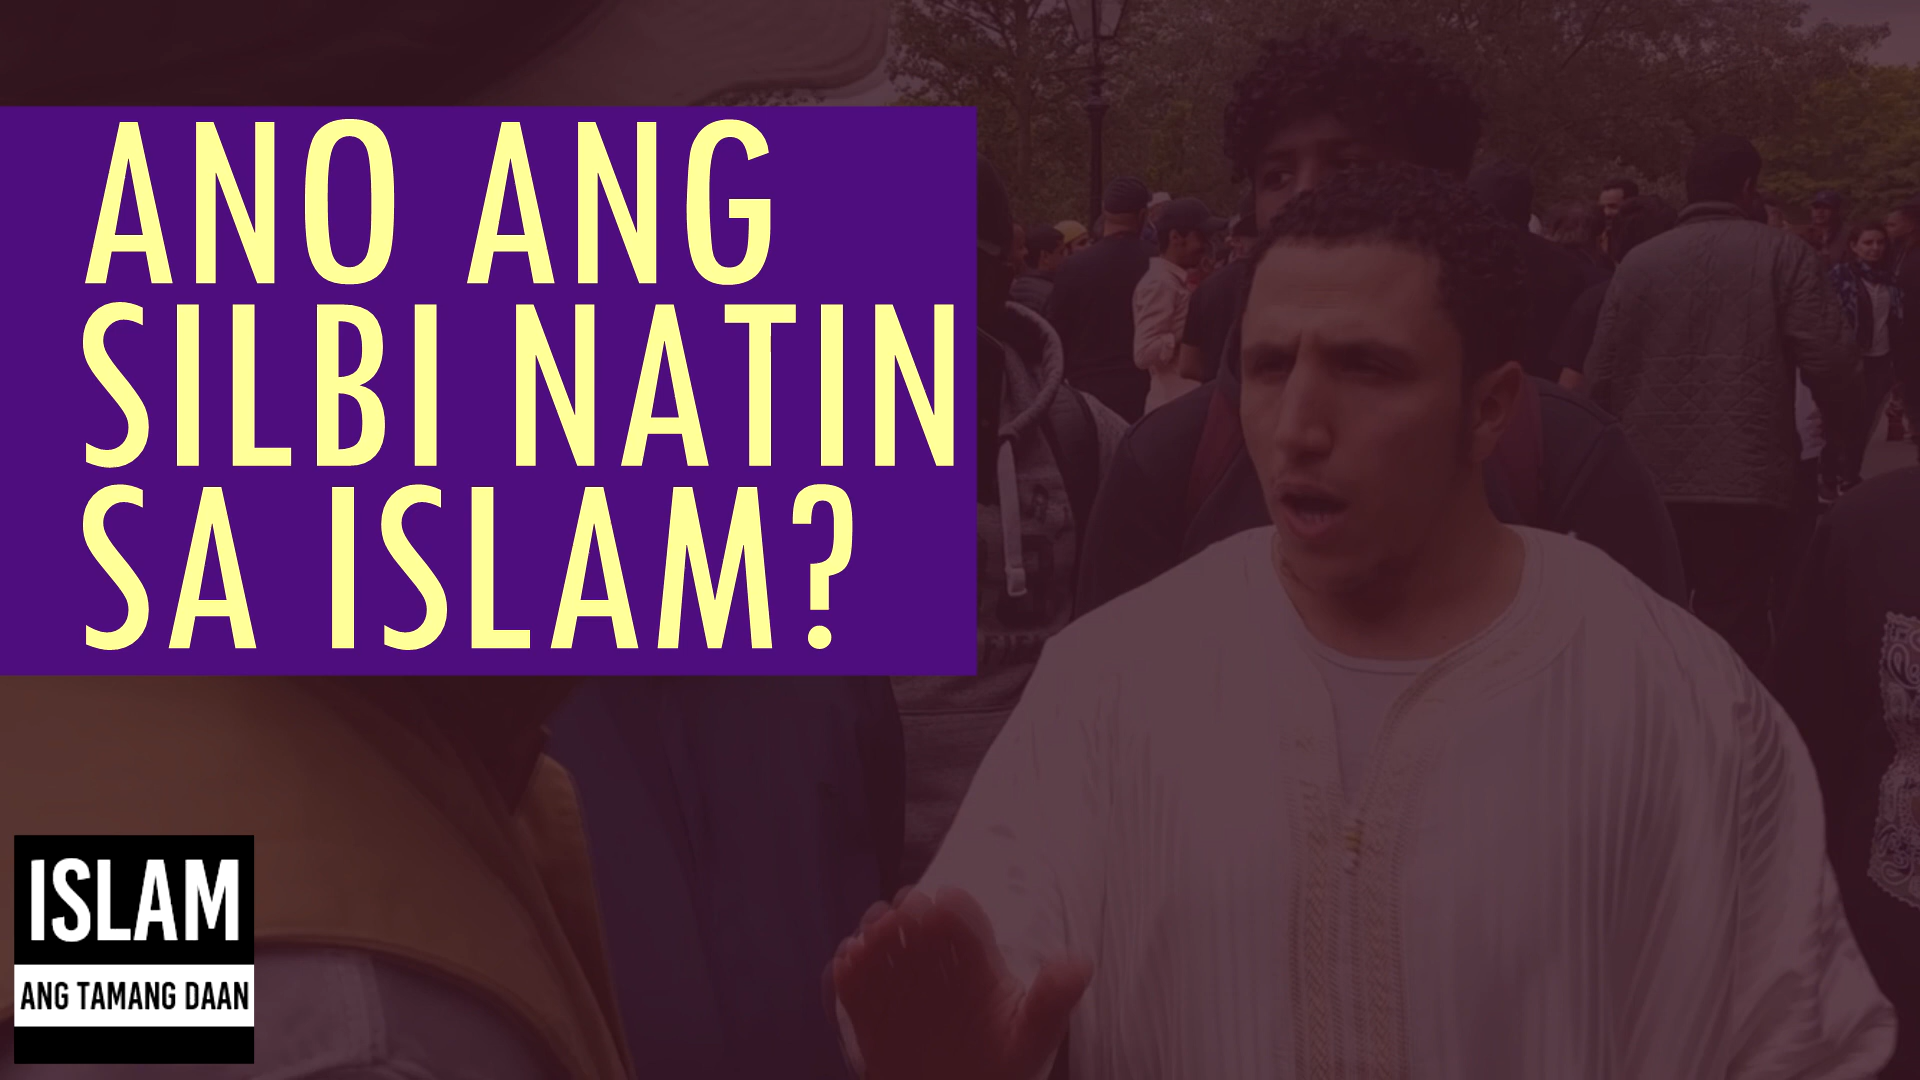 ANO ANG
SILBI NATIN
SA ISLAM?
ISLAM
ANG TAMANG DAAN